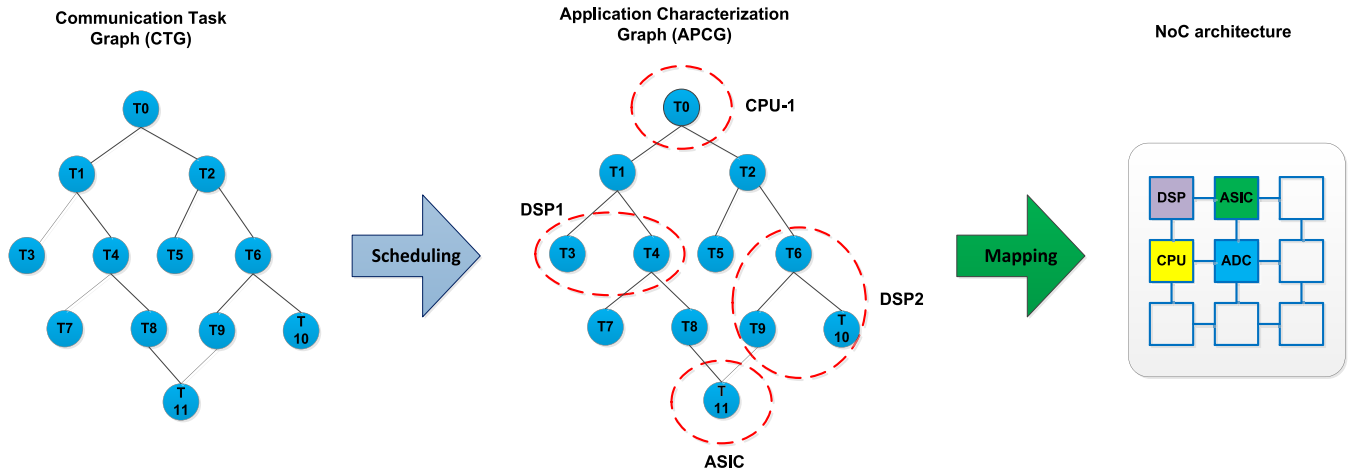 Communication Task
Graph (CTG)
T0
T1
T2
T3
T4
T5
T6
T7
T8
T9
T
10
T
11
Scheduling
Application Characterization
Graph (APCG)
T0
CPU-1
T1
T2
DSP1
T3
T4
T5
T6
DSP2
T7
T8
T9
T
10
T
11
ASIC
Mapping
NoC architecture
DSP
ASIC
CPU
ADC